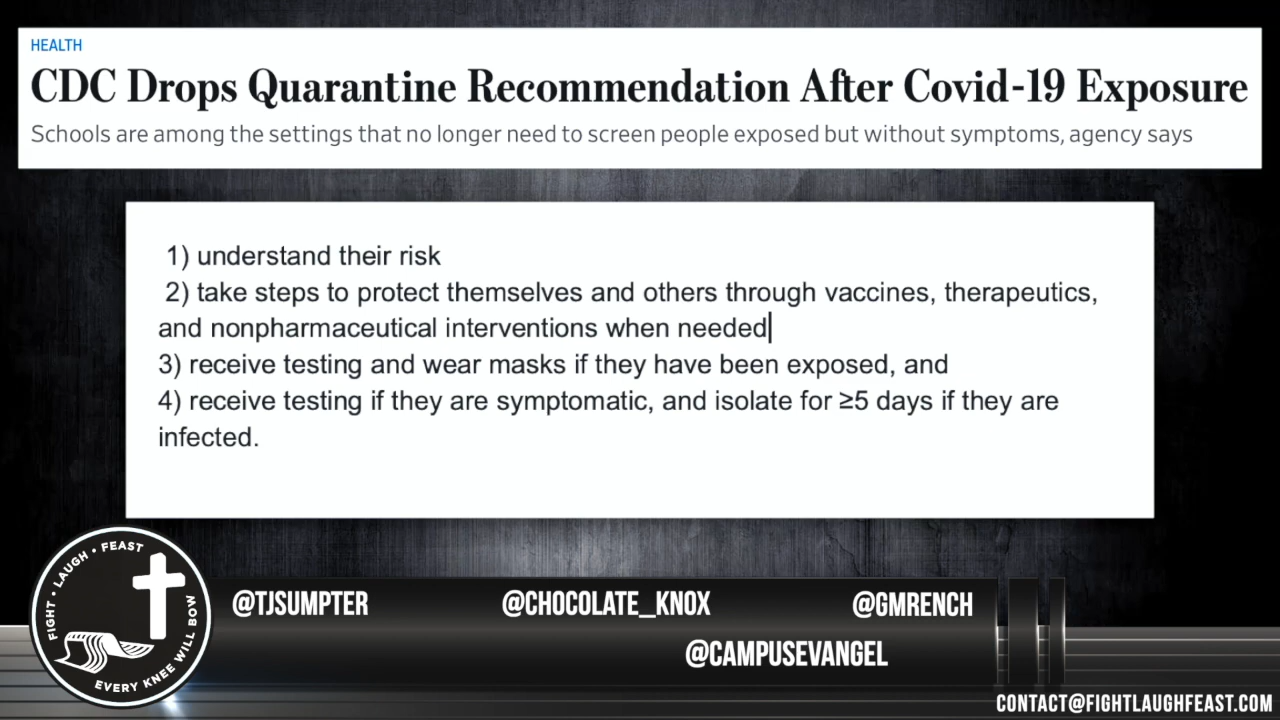 HEALTH
CDC Drops Quarantine Recommendation After Covid-19 Exposure
Schools are among the settings that no longer need to screen people exposed but without symptoms, agency says
1) understand their risk
2) take steps to protect themselves and others through vaccines, therapeutics,
and nonpharmaceutical interventions when needed
3) receive testing and wear masks if they have been exposed, and
4) receive testing if they are symptomatic, and isolate for ≥5 days if they are
infected.
FIGHT • LAUGH • FEAST
EVERY KNEE WILL BOW
@TJSUMPTER
@CHOCOLATE_KNOX
@GMRENCH
@CAMPUSEVANGEL
CONTACT@FIGHTLAUGHFEAST.COM